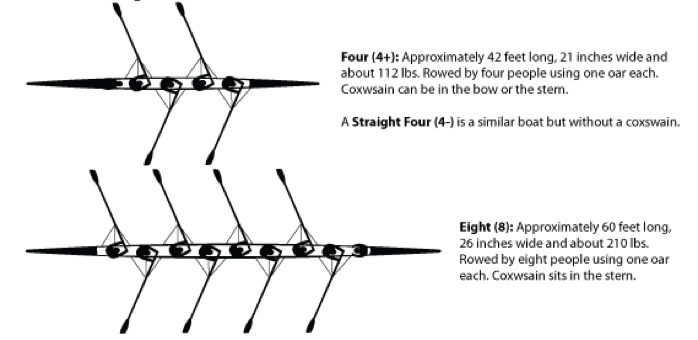 Four (4+): Approximately 42 feet long, 21 inches wide and
about 112 lbs. Rowed by four people using one oar each.
Coxwsain can be in the bow or the stern.
A Straight Four (4-) is a similar boat but without a coxswain.
Eight (8): Approximately 60 feet long,
26 inches wide and about 210 lbs.
Rowed by eight people using one oar
each. Coxwsain sits in the stern.